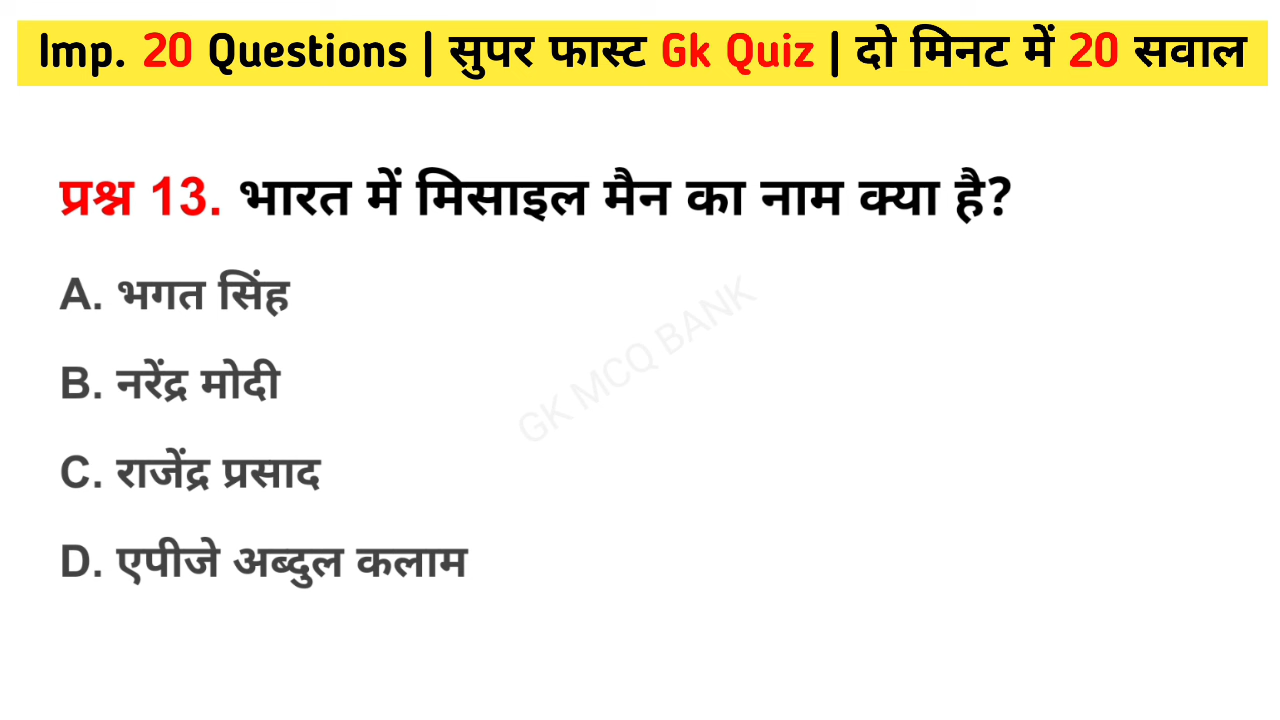 Imp. 20 Questions | सुपर फास्ट Gk Quiz | दो मिनट में 20 सवाल
प्रश्न 13. भारत में मिसाइल मैन का नाम क्या है?
A. भगत सिंह
B. नरेंद्र मोदी
GK MCQ BANK
C. राजेंद्र प्रसाद
D. एपीजे अब्दुल कलाम